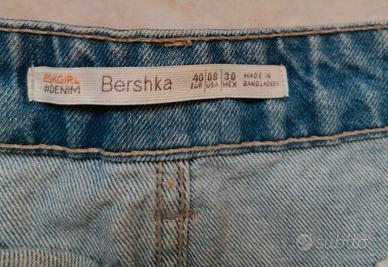 BSKGIRL
#DENIM
Bershka
40 08 30
EUR USA MEX
MADE IN
BANGLADESH
subito